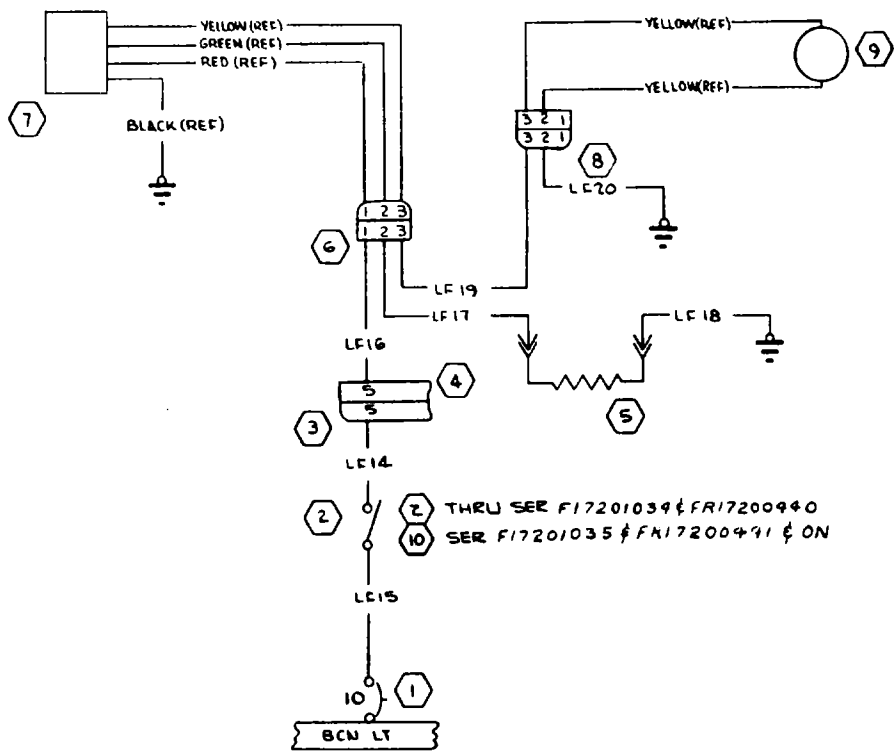 YELLOW(REF)
GREEN(REF)
RED (REF)
BLACK(REF)
7
YELLOW(REF)
9
YELLOW(REF)
3 2 1
3 2 1
8
LF20
1 2 3
1 2 3
6
LF19
LF17
LF18
LF16
5
4
5
3
5
LF14
2
2 THRU SER F17201034 & FR17200440
10 SER F17201035 & FR17200441 & ON
LF15
10
1
BCN LT